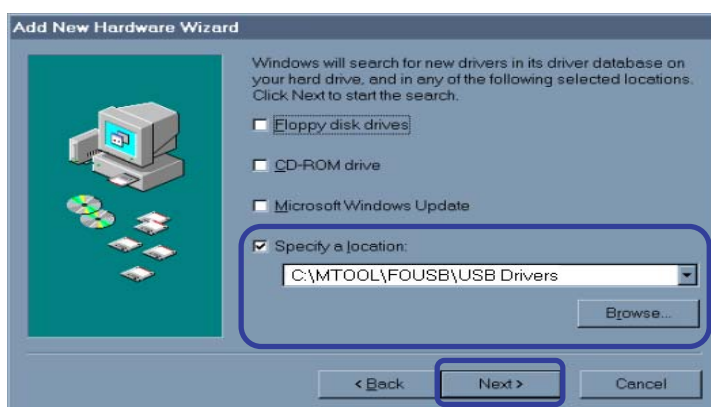 Add New Hardware Wizard
Windows will search for new drivers in its driver database on
your hard drive, and in any of the following selected locations.
Click Next to start the search.
Floppy disk drives
CD-ROM drive
Microsoft Windows Update
Specify a location:
C:\MTOOL\FOUSB\USB Drivers
Browse...
< Back Next > Cancel